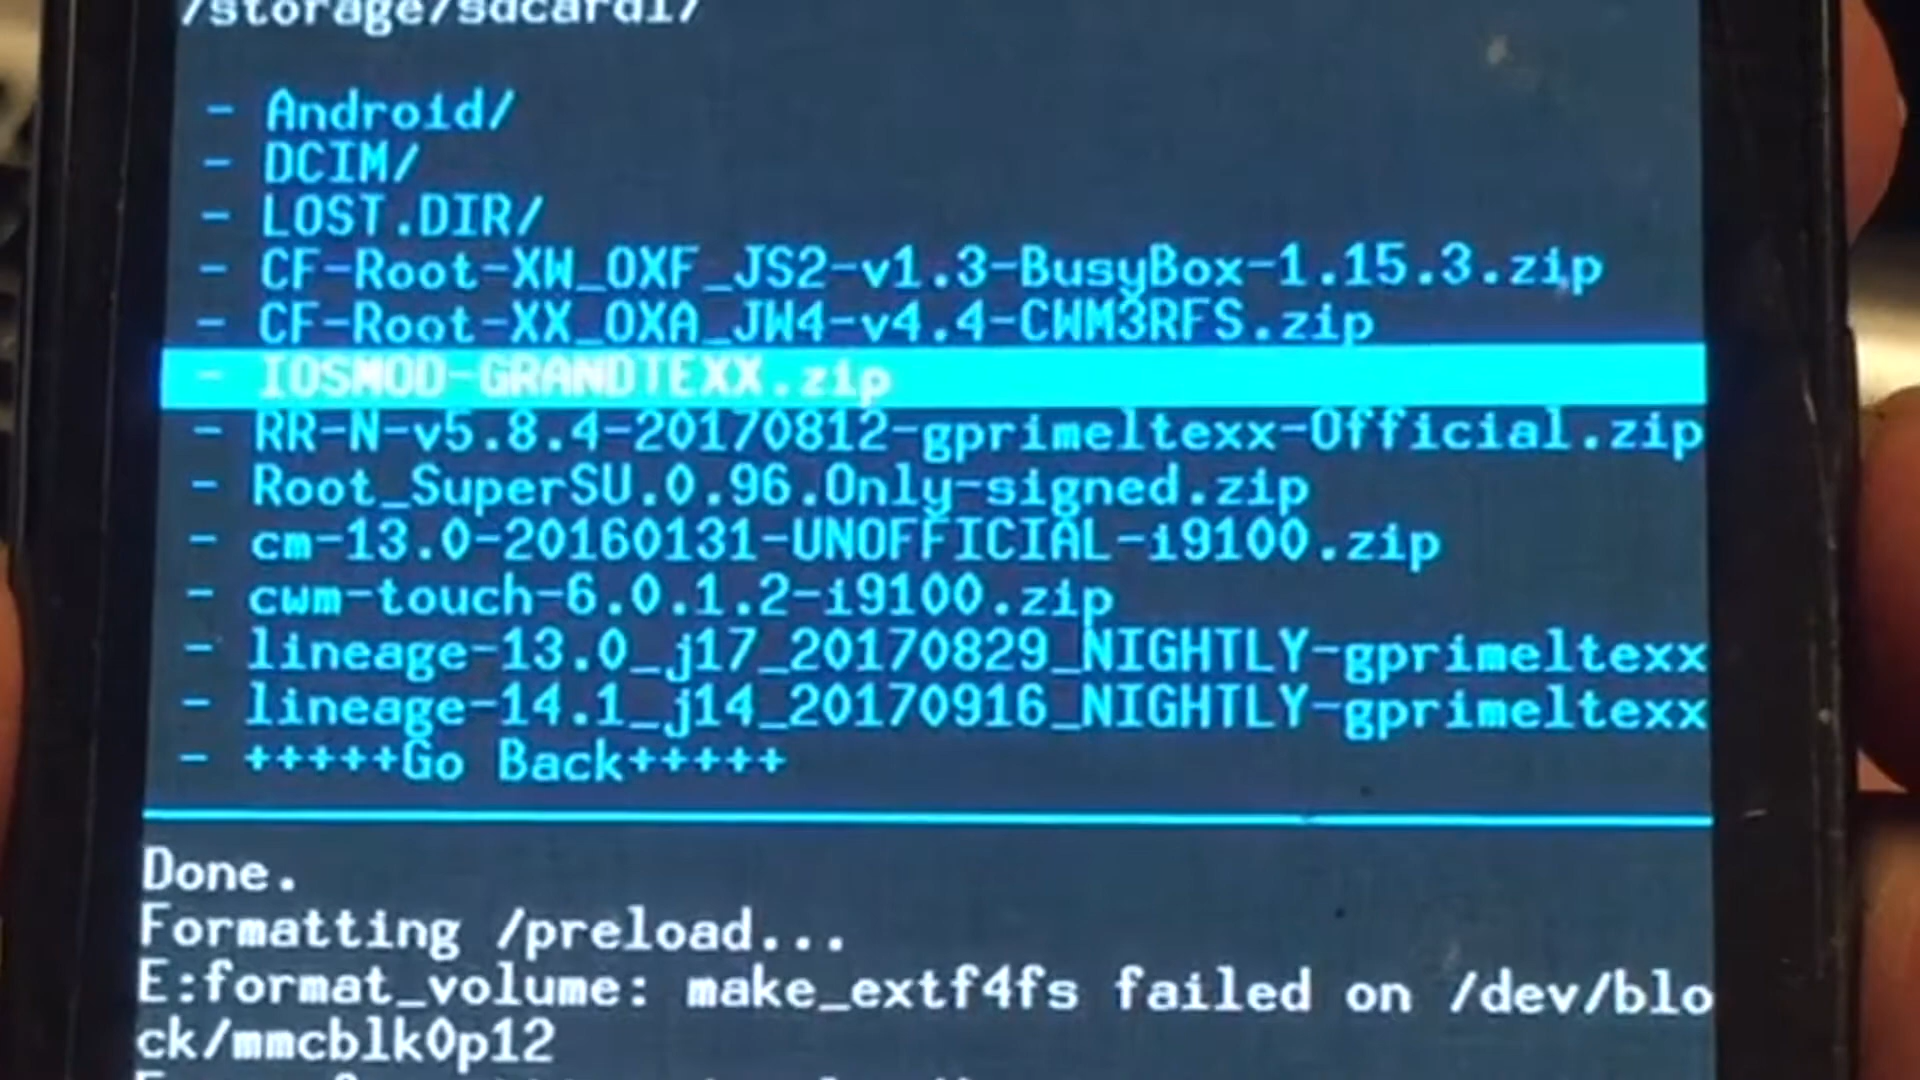 /storage/sdcard1/
- Android/
- DCIM/
- LOST.DIR/
- CF-Root-XW_OXF_JS2-v1.3-BusyBox-1.15.3.zip
- CF-Root-XX_OXA_JW4-v4.4-CWM3RFS.zip
- IOSMOD-GRANDTEXX.zip
- RR-N-v5.8.4-20170812-gprimeltexx-Official.zip
- Root_SuperSU.0.96.Only-signed.zip
- cm-13.0-20160131-UNOFFICIAL-i9100.zip
- cwm-touch-6.0.1.2-i9100.zip
- lineage-13.0_j17_20170829_NIGHTLY-gprimeltexx
- lineage-14.1_j14_20170916_NIGHTLY-gprimeltexx
- +++++Go Back+++++
Done.
Formatting /preload...
E:format_volume: make_extf4fs failed on /dev/blo
ck/mmcblk0p12